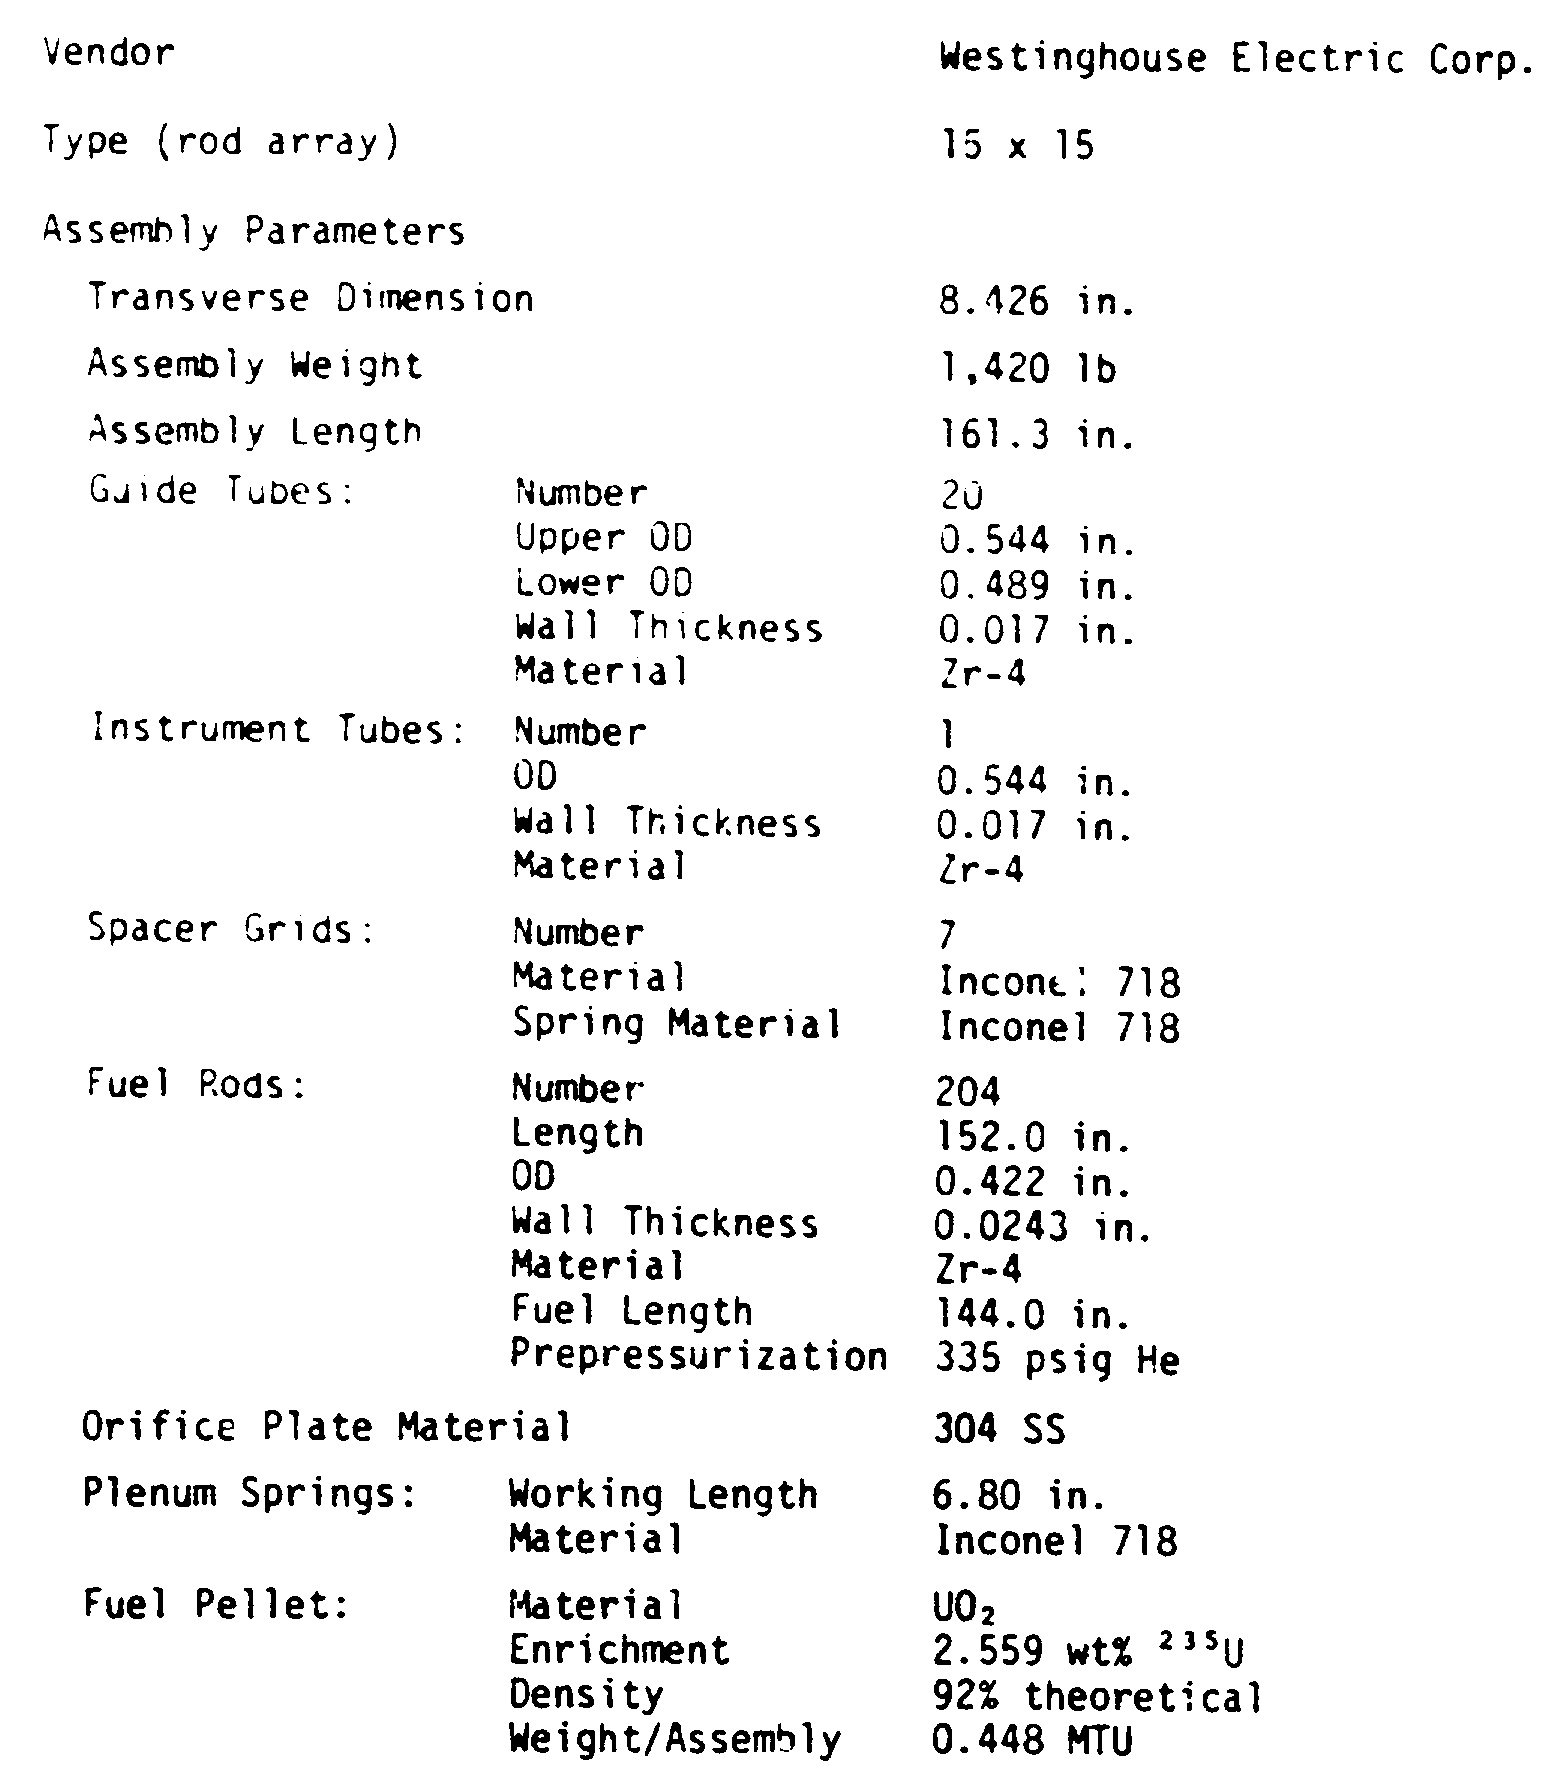 Vendor Westinghouse Electric Corp.
Type (rod array) 15 x 15
Assembly Parameters
Transverse Dimension 8.426 in.
Assembly Weight 1,420 lb
Assembly Length 161.3 in.
Guide Tubes: Number 20
Upper OD 0.544 in.
Lower OD 0.489 in.
Wall Thickness 0.017 in.
Material Zr-4
Instrument Tubes: Number 1
OD 0.544 in.
Wall Thickness 0.017 in.
Material Zr-4
Spacer Grids: Number 7
Material Inconel 718
Spring Material Inconel 718
Fuel Rods: Number 204
Length 152.0 in.
OD 0.422 in.
Wall Thickness 0.0243 in.
Material Zr-4
Fuel Length 144.0 in.
Prepressurization 335 psig He
Orifice Plate Material 304 SS
Plenum Springs: Working Length 6.80 in.
Material Inconel 718
Fuel Pellet: Material UO₂
Enrichment 2.559 wt% ²³⁵U
Density 92% theoretical
Weight/Assembly 0.448 MTU